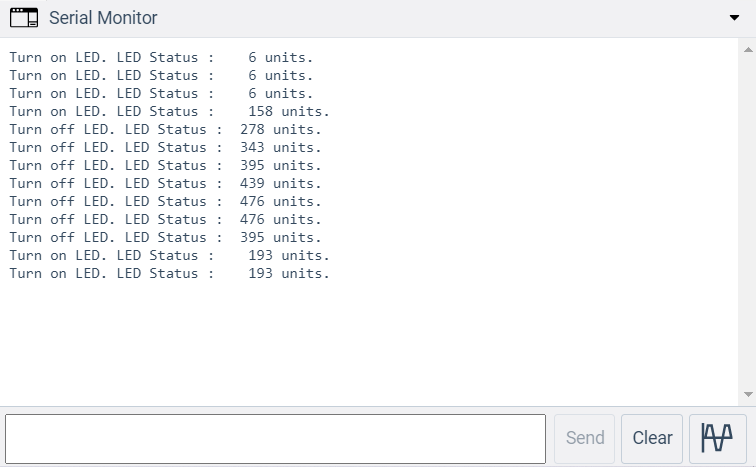 Serial Monitor
Turn on LED. LED Status :    6 units.
Turn on LED. LED Status :    6 units.
Turn on LED. LED Status :    6 units.
Turn on LED. LED Status :    158 units.
Turn off LED. LED Status :  278 units.
Turn off LED. LED Status :  343 units.
Turn off LED. LED Status :  395 units.
Turn off LED. LED Status :  439 units.
Turn off LED. LED Status :  476 units.
Turn off LED. LED Status :  476 units.
Turn off LED. LED Status :  395 units.
Turn on LED. LED Status :    193 units.
Turn on LED. LED Status :    193 units.
Send Clear